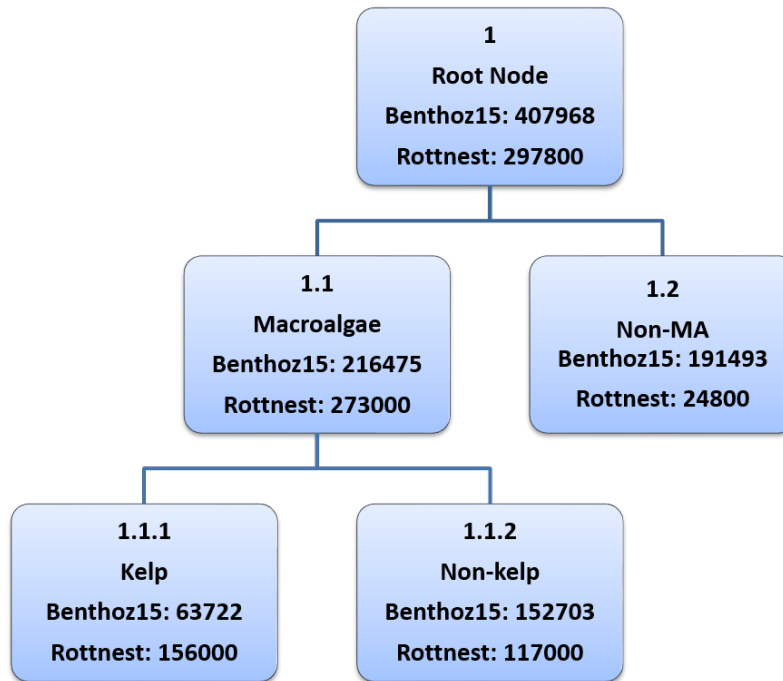 1
Root Node
Benthoz15: 407968
Rottnest: 297800
1.1
Macroalgae
Benthoz15: 216475
Rottnest: 273000
1.2
Non-MA
Benthoz15: 191493
Rottnest: 24800
1.1.1
Kelp
Benthoz15: 63722
Rottnest: 156000
1.1.2
Non-kelp
Benthoz15: 152703
Rottnest: 117000